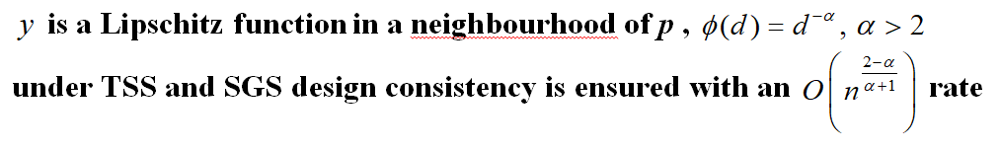 y is a Lipschitz function in a neighbourhood of p , ϕ(d) = d^{−α} , α > 2
under TSS and SGS design consistency is ensured with an O(n^{\frac{2−α}{α+1}}) rate